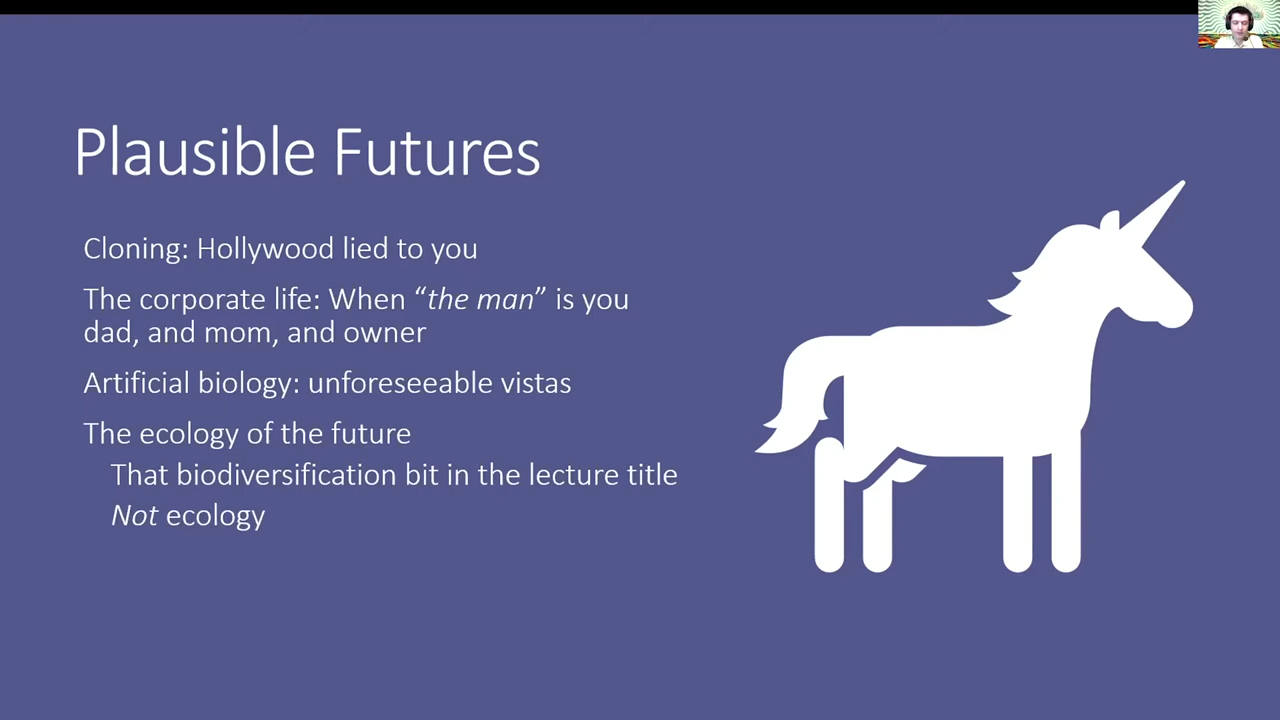 Plausible Futures
Cloning: Hollywood lied to you
The corporate life: When “the man” is you
dad, and mom, and owner
Artificial biology: unforeseeable vistas
The ecology of the future
That biodiversification bit in the lecture title
Not ecology